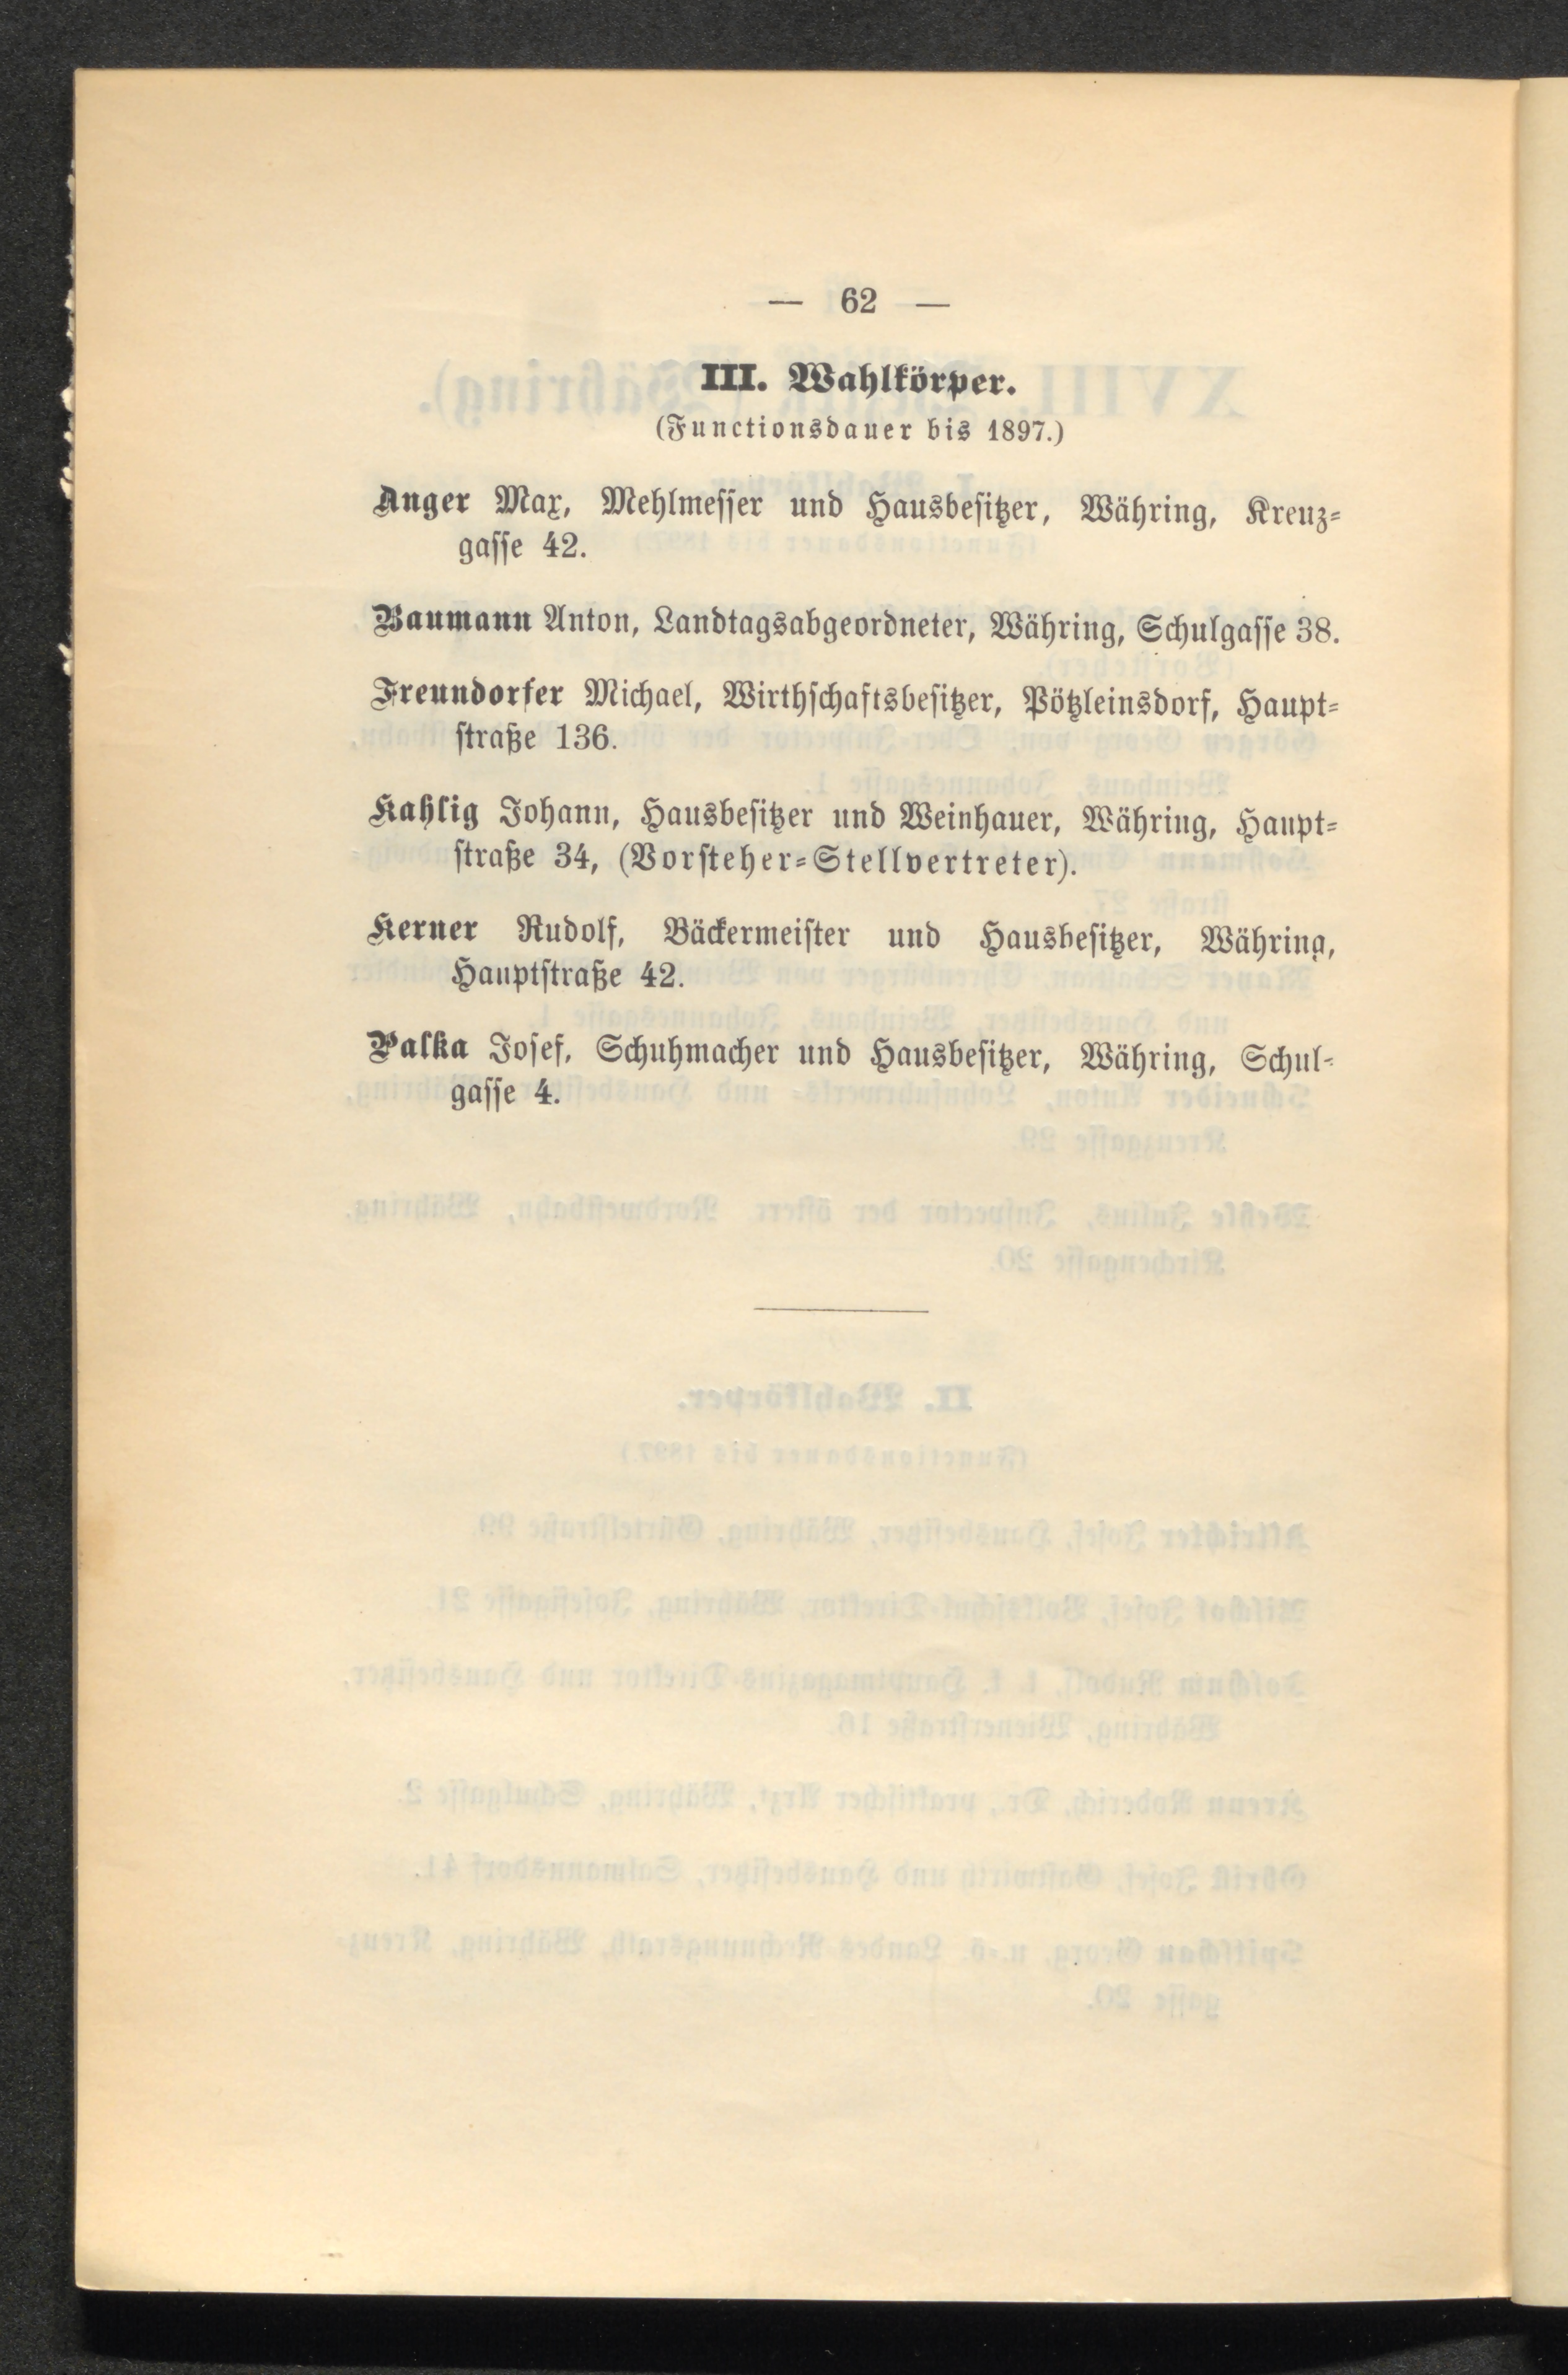 — 62 —
III. Wahlkörper.
(Functionsdauer bis 1897.)
Anger Max, Mehlmesser und Hausbesitzer, Währing, Kreuz-
gasse 42.
Baumann Anton, Landtagsabgeordneter, Währing, Schulgasse 38.
Freundorfer Michael, Wirthschaftsbesitzer, Pötzleinsdorf, Haupt-
straße 136.
Kahlig Johann, Hausbesitzer und Weinhauer, Währing, Haupt-
straße 34, (Vorsteher-Stellvertreter).
Kerner Rudolf, Bäckermeister und Hausbesitzer, Währing,
Hauptstraße 42.
Palka Josef, Schuhmacher und Hausbesitzer, Währing, Schul-
gasse 4.